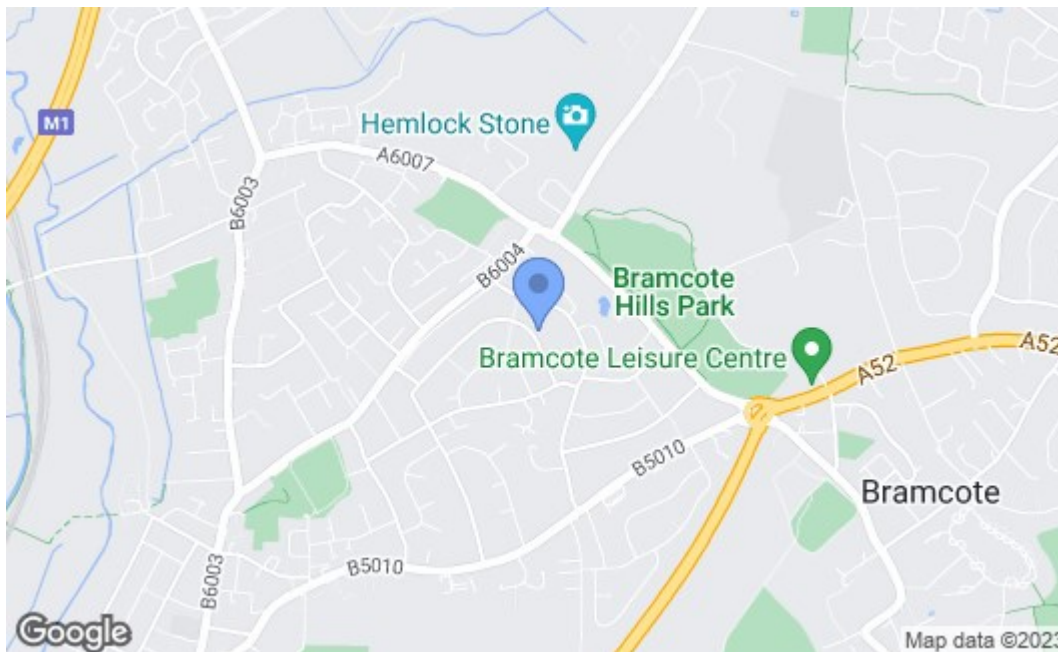 M1
Hemlock Stone
A6007
B6003
B6004
Bramcote
Hills Park
Bramcote Leisure Centre
A52
A52
B5010
Bramcote
B5010
B6003
Google
Map data ©2023